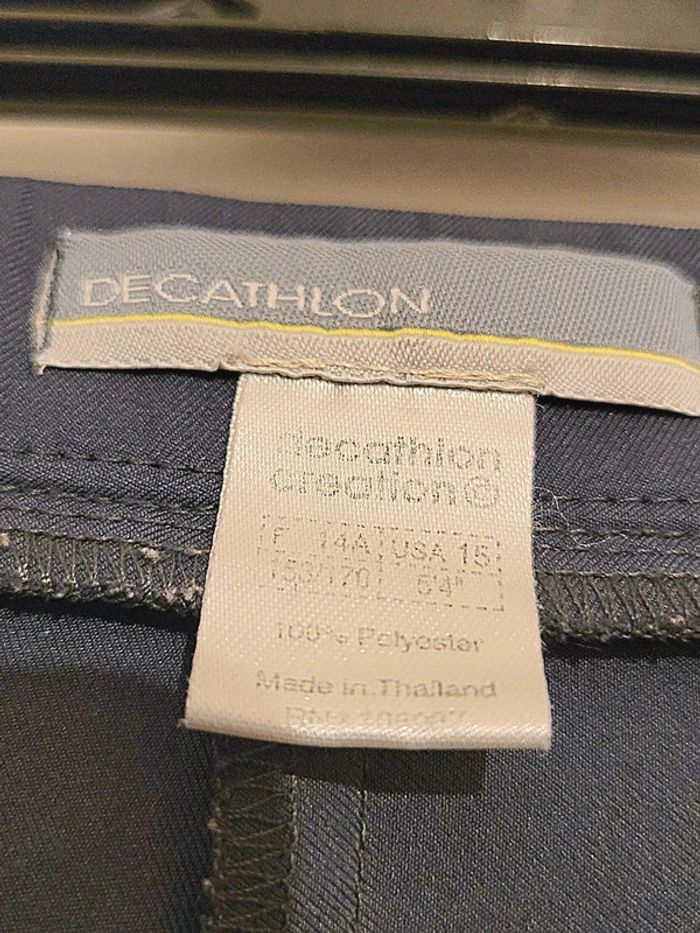 DECATHLON
decathlon
creation
F 14A USA 15
5'4"
100% Polyester
Made in Thailand